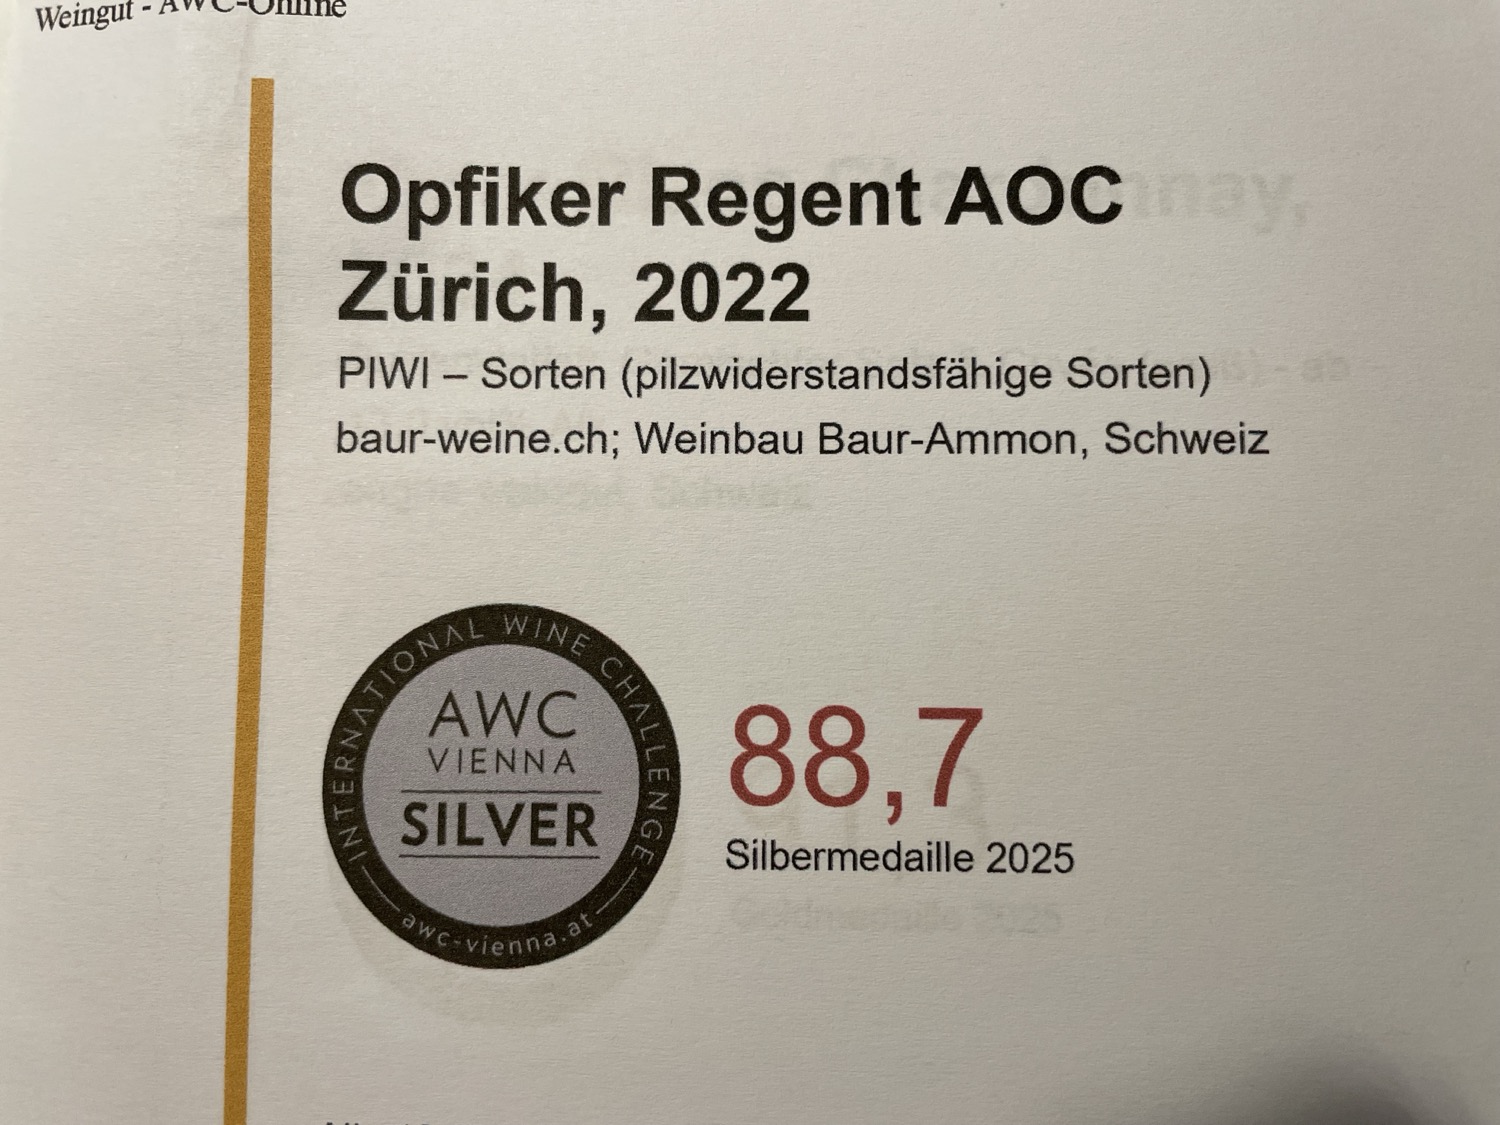 Weingut - AWC-Online
Opfiker Regent AOC
Zürich, 2022
PIWI – Sorten (pilzwiderstandsfähige Sorten)
baur-weine.ch; Weinbau Baur-Ammon, Schweiz
INTERNATIONAL WINE CHALLENGE
AWC
VIENNA
SILVER
awc-vienna.at
88,7
Silbermedaille 2025